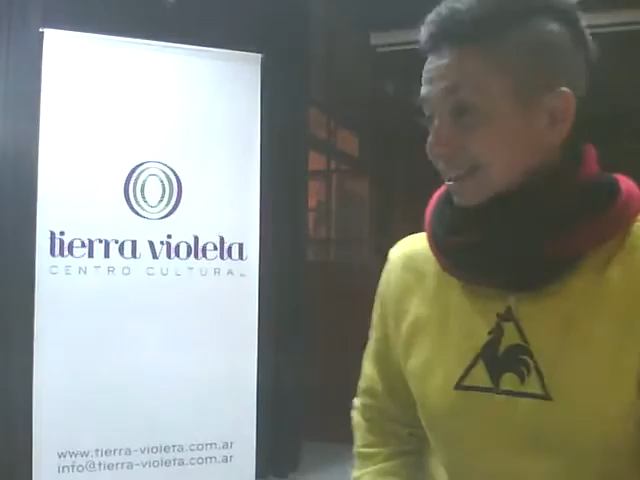 tierra violeta
CENTRO CULTURAL
www.tierra-violeta.com.ar
info@tierra-violeta.com.ar